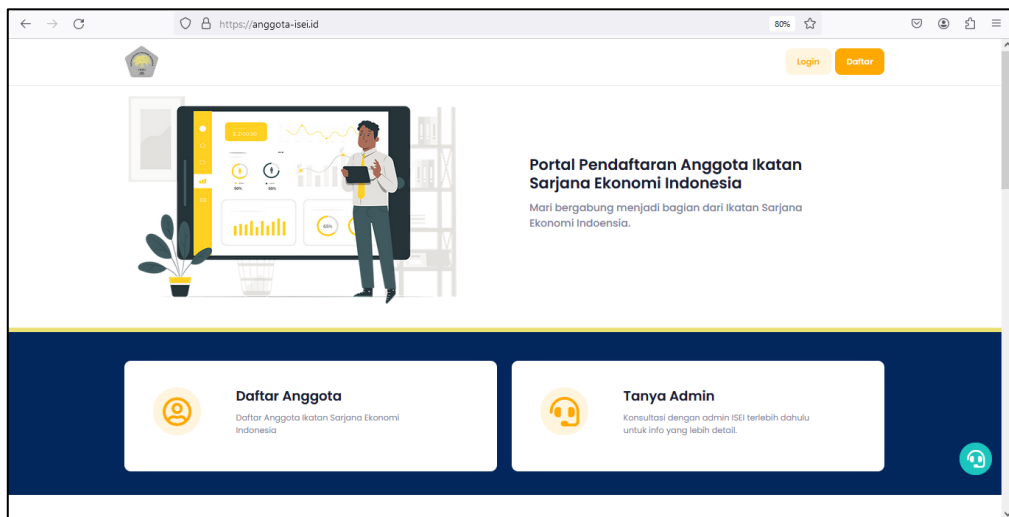 https://anggota-isei.id
80%
Login
Daftar
Portal Pendaftaran Anggota Ikatan
Sarjana Ekonomi Indonesia
Mari bergabung menjadi bagian dari Ikatan Sarjana
Ekonomi Indoensia.
Daftar Anggota
Daftar Anggota Ikatan Sarjana Ekonomi
Indonesia
Tanya Admin
Konsultasi dengan admin ISEI terlebih dahulu
untuk info yang lebih detail.